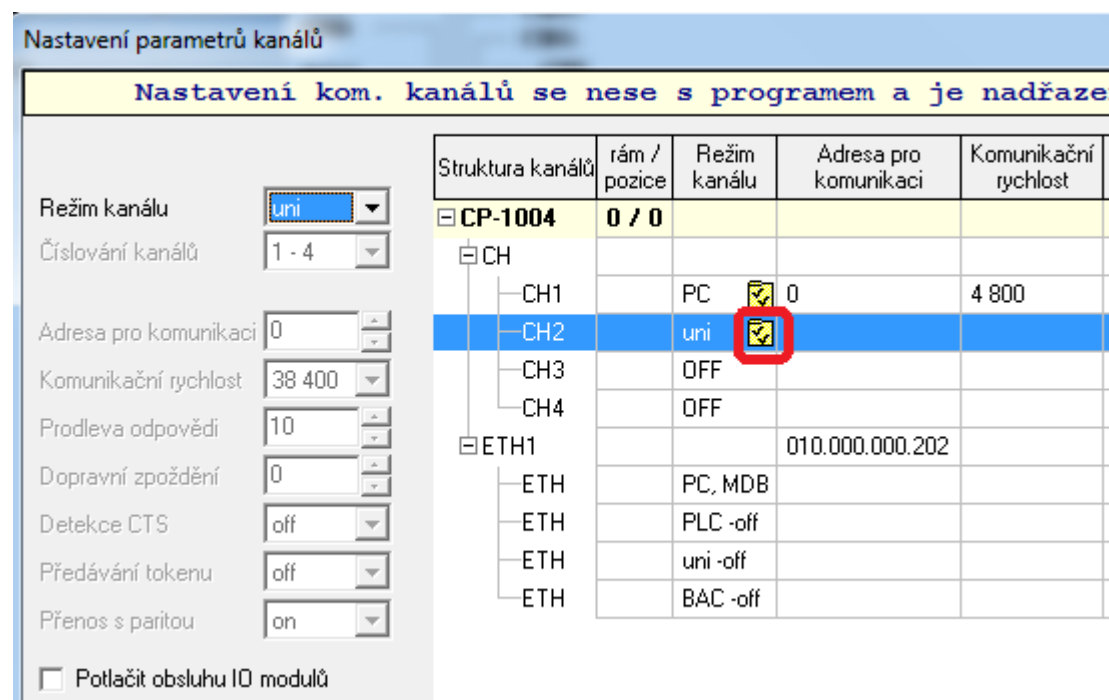 Nastavení parametrů kanálů
Nastavení kom. kanálů se nese s programem a je nadřaze
Režim kanálu uni
Číslování kanálů 1 - 4
Adresa pro komunikaci 0
Komunikační rychlost 38 400
Prodleva odpovědi 10
Dopravní zpoždění 0
Detekce CTS off
Předávání tokenu off
Přenos s paritou on
Potlačit obsluhu IO modulů
Struktura kanálů rám / pozice Režim kanálu Adresa pro komunikaci Komunikační rychlost
CP-1004 0 / 0
CH
CH1 PC 0 4 800
CH2 uni
CH3 OFF
CH4 OFF
ETH1 010.000.000.202
ETH PC, MDB
ETH PLC -off
ETH uni -off
ETH BAC -off